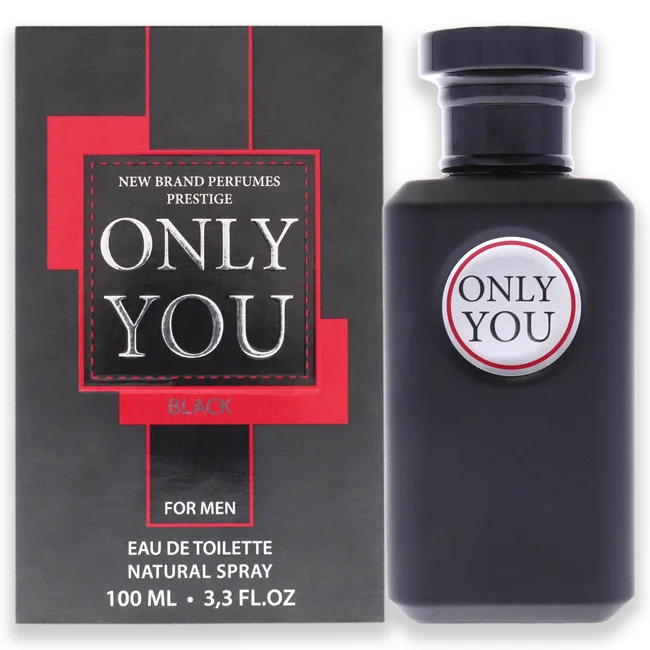 NEW BRAND PERFUMES
PRESTIGE
ONLY
YOU
BLACK
FOR MEN
EAU DE TOILETTE
NATURAL SPRAY
100 ML • 3,3 FL.OZ
ONLY
YOU